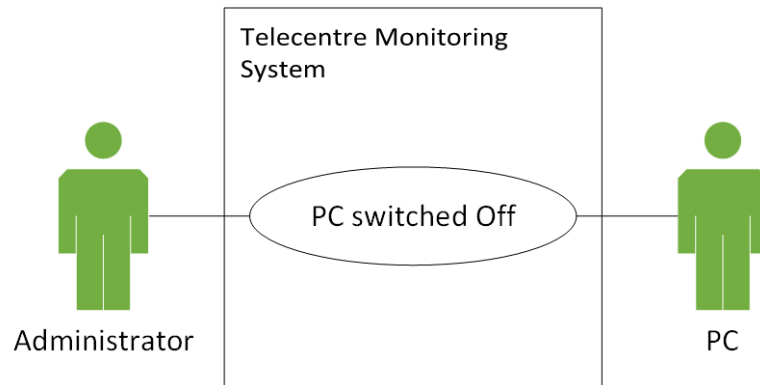 Telecentre Monitoring
System
PC switched Off
Administrator
PC